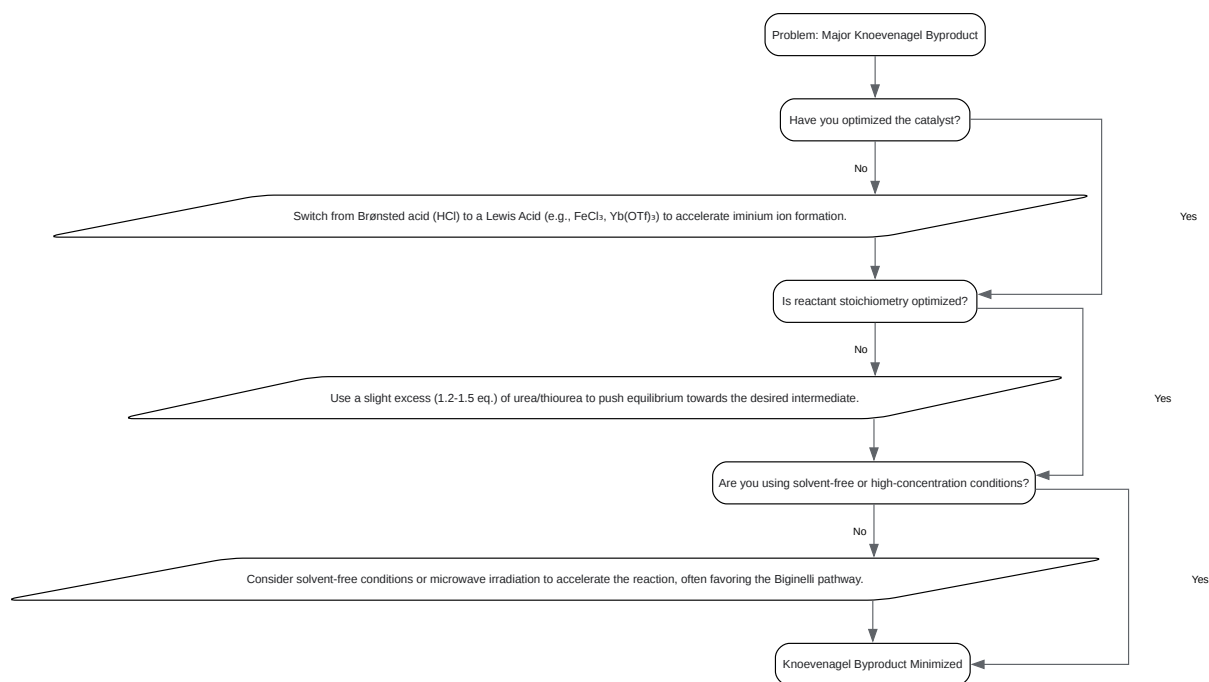 Problem: Major Knoevenagel Byproduct
Have you optimized the catalyst?
No
Switch from Brønsted acid (HCl) to a Lewis Acid (e.g., FeCl₃, Yb(OTf)₃) to accelerate iminium ion formation.
Yes
Is reactant stoichiometry optimized?
No
Use a slight excess (1.2-1.5 eq.) of urea/thiourea to push equilibrium towards the desired intermediate.
Yes
Are you using solvent-free or high-concentration conditions?
No
Consider solvent-free conditions or microwave irradiation to accelerate the reaction, often favoring the Biginelli pathway.
Yes
Knoevenagel Byproduct Minimized